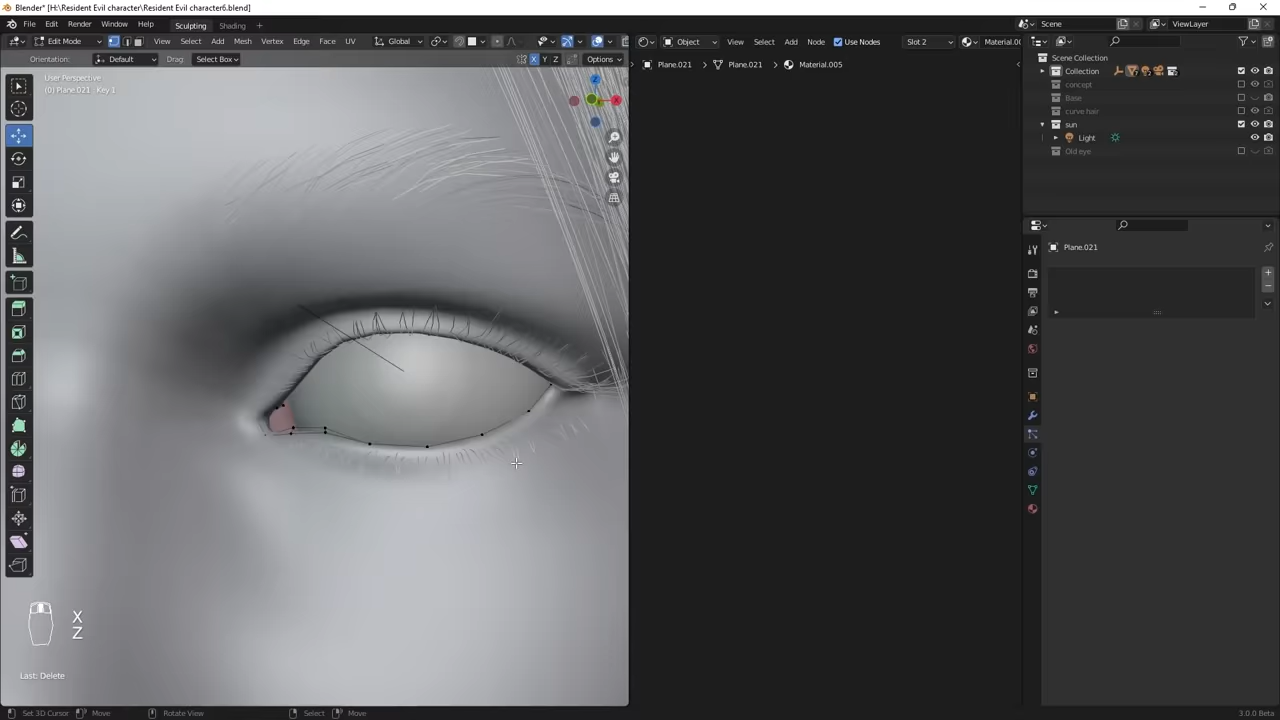 Blender* [H:\Resident Evil character\Resident Evil character6.blend]
File Edit Render Window Help Sculpting Shading + Scene ViewLayer
Edit Mode View Select Add Mesh Vertex Edge Face UV Global Object View Select Add Node Use Nodes Slot 2 Material.00
Orientation: Default Drag: Select Box X Y Z Options
Plane.021 > Plane.021 > Material.005
Scene Collection
Collection
concept
Base
curve hair
sun
Light
Old eye
User Perspective
(0) Plane.021 : Key 1
Z
X
Plane.021
X
Z
Last: Delete
Set 3D Cursor Move Rotate View Select Move 3.0.0 Beta